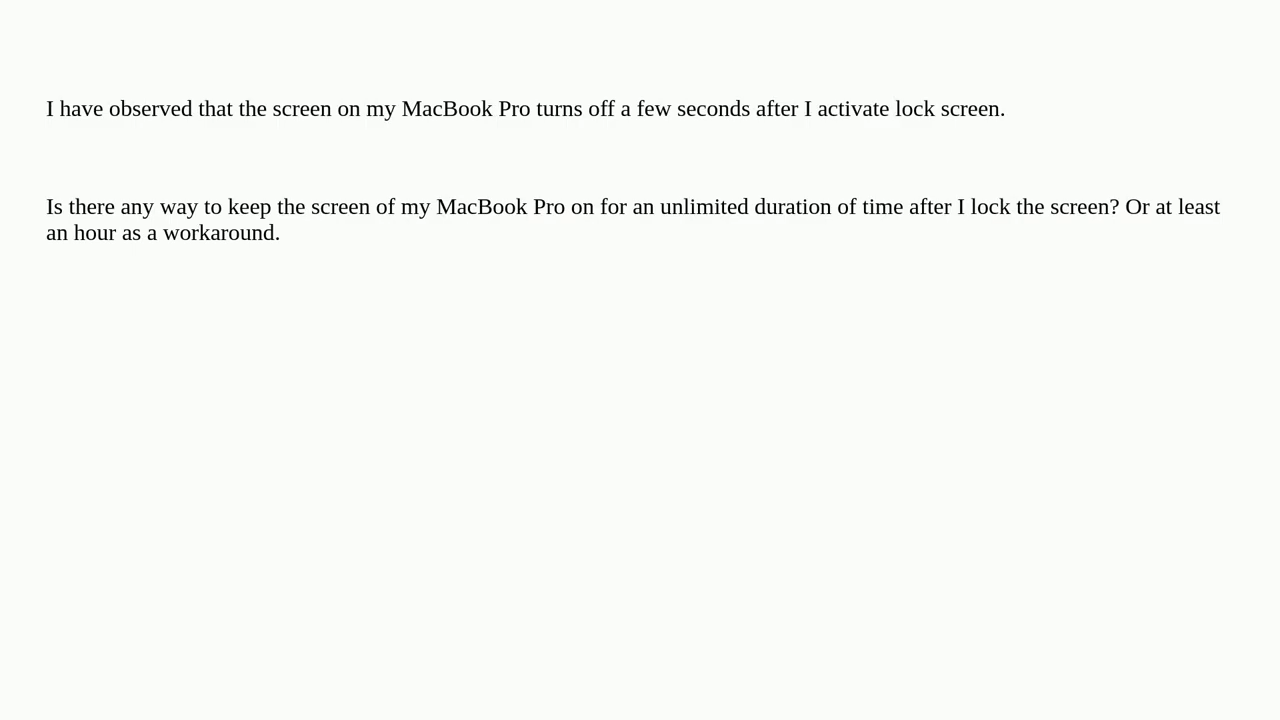 I have observed that the screen on my MacBook Pro turns off a few seconds after I activate lock screen.
Is there any way to keep the screen of my MacBook Pro on for an unlimited duration of time after I lock the screen? Or at least
an hour as a workaround.